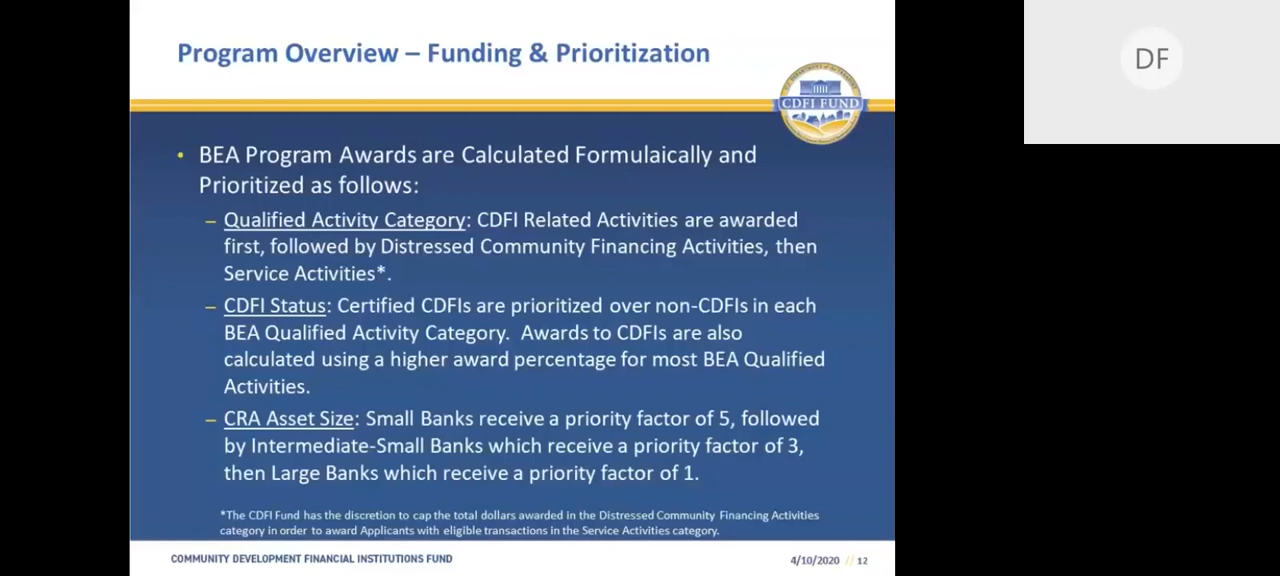 Program Overview – Funding & Prioritization
DF
CDFI FUND
• BEA Program Awards are Calculated Formulaically and
Prioritized as follows:
– Qualified Activity Category: CDFI Related Activities are awarded
first, followed by Distressed Community Financing Activities, then
Service Activities*.
– CDFI Status: Certified CDFIs are prioritized over non-CDFIs in each
BEA Qualified Activity Category. Awards to CDFIs are also
calculated using a higher award percentage for most BEA Qualified
Activities.
– CRA Asset Size: Small Banks receive a priority factor of 5, followed
by Intermediate-Small Banks which receive a priority factor of 3,
then Large Banks which receive a priority factor of 1.
*The CDFI Fund has the discretion to cap the total dollars awarded in the Distressed Community Financing Activities
category in order to award Applicants with eligible transactions in the Service Activities category.
COMMUNITY DEVELOPMENT FINANCIAL INSTITUTIONS FUND
4/10/2020 // 12